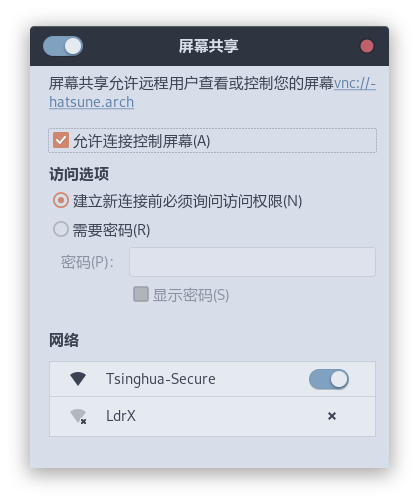 屏幕共享
屏幕共享允许远程用户查看或控制您的屏幕vnc://-
hatsune.arch
允许连接控制屏幕(A)
访问选项
建立新连接前必须询问访问权限(N)
需要密码(R)
密码(P)：
显示密码(S)
网络
Tsinghua-Secure
LdrX